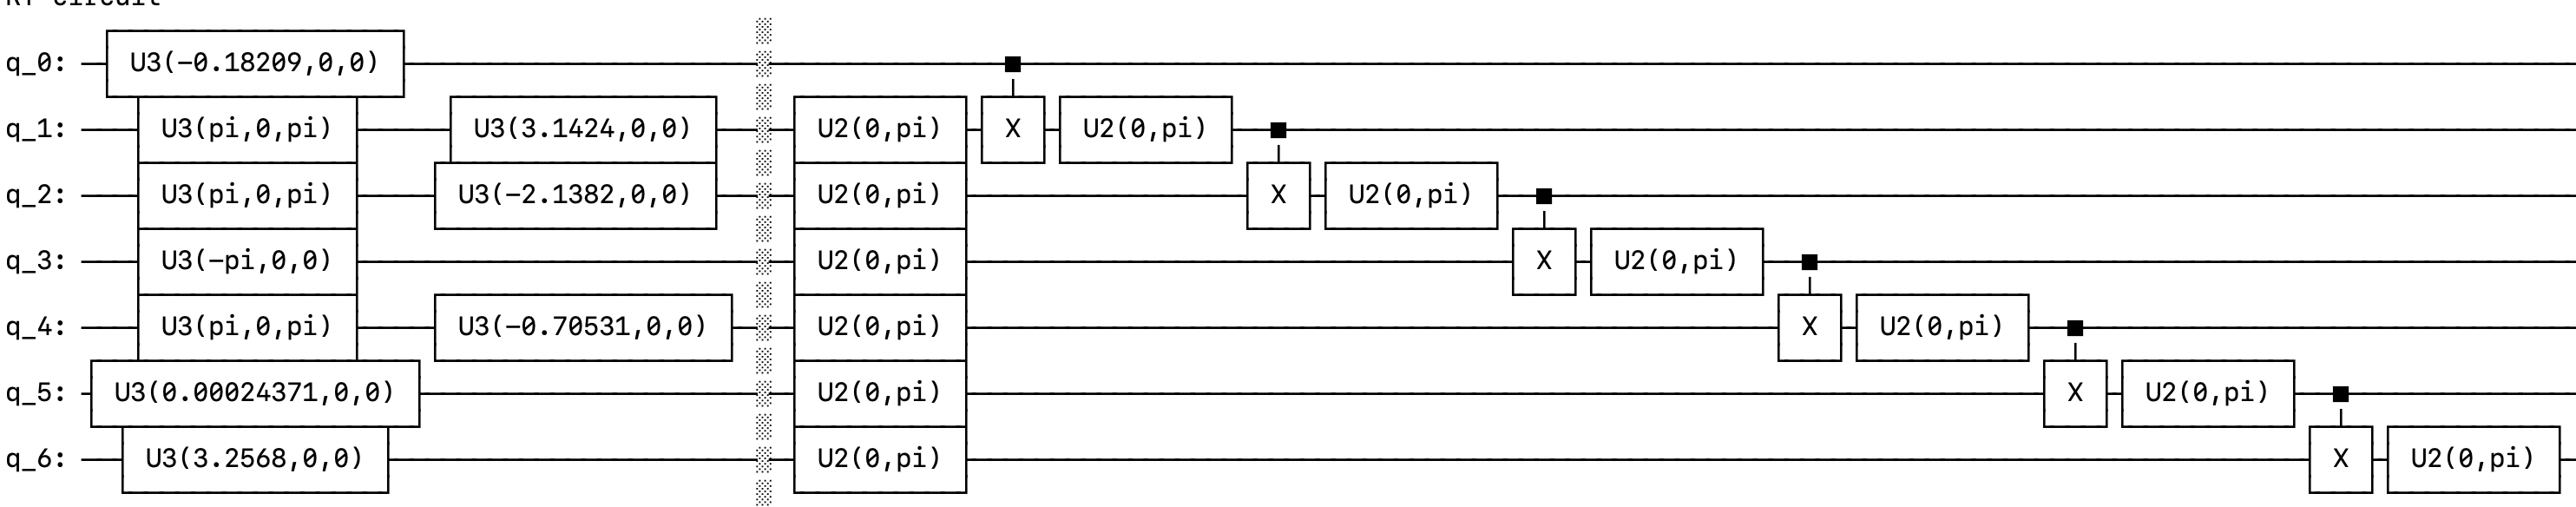 RY circuit
q_0: U3(-0.18209,0,0)
q_1: U3(pi,0,pi) U3(3.1424,0,0) U2(0,pi) X U2(0,pi)
q_2: U3(pi,0,pi) U3(-2.1382,0,0) U2(0,pi) X U2(0,pi)
q_3: U3(-pi,0,0) U2(0,pi) X U2(0,pi)
q_4: U3(pi,0,pi) U3(-0.70531,0,0) U2(0,pi) X U2(0,pi)
q_5: U3(0.00024371,0,0) U2(0,pi) X U2(0,pi)
q_6: U3(3.2568,0,0) U2(0,pi) X U2(0,pi)